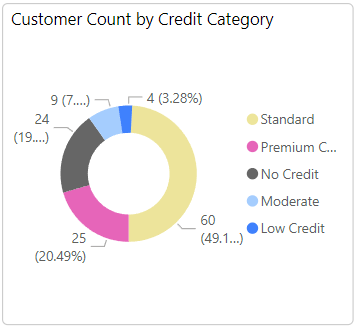 Customer Count by Credit Category
9 (7....)
4 (3.28%)
24
(19....)
Standard
Premium C...
No Credit
Moderate
Low Credit
60
(49.1...)
25
(20.49%)